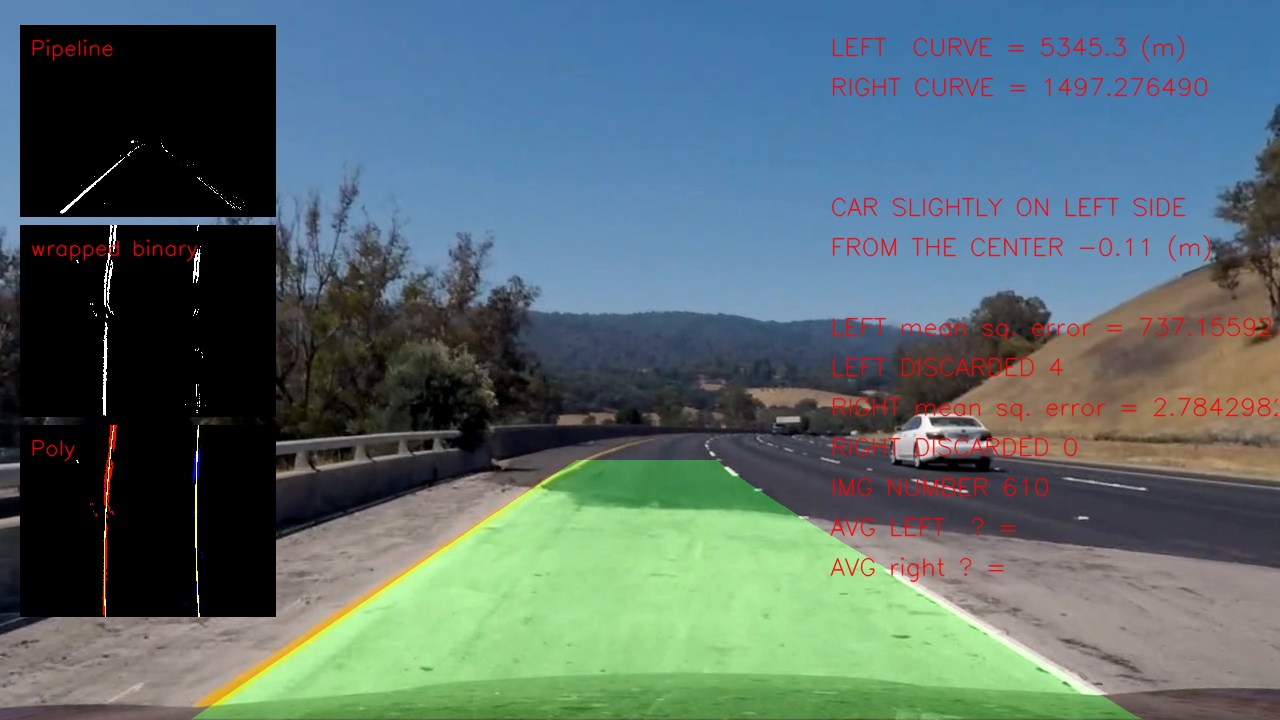 Pipeline
wrapped binary
Poly
LEFT CURVE = 5345.3 (m)
RIGHT CURVE = 1497.276490
CAR SLIGHTLY ON LEFT SIDE
FROM THE CENTER -0.11 (m)
LEFT mean sq. error = 737.15592
LEFT DISCARDED 4
RIGHT mean sq. error = 2.784298
RIGHT DISCARDED 0
IMG NUMBER 610
AVG LEFT ? =
AVG right ? =